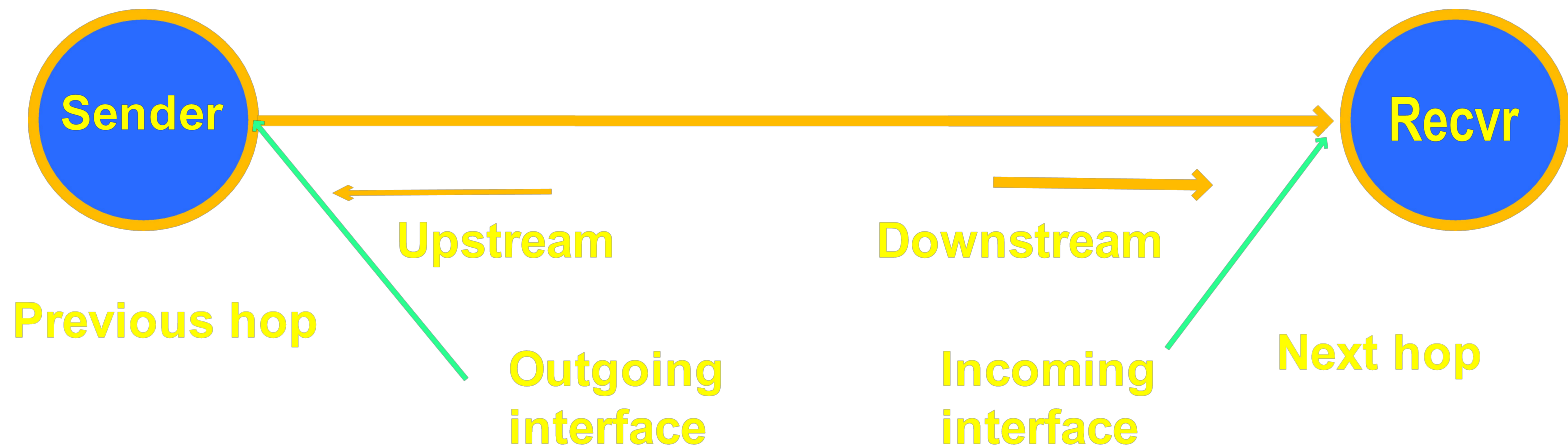 Sender
Recvr
Upstream
Downstream
Previous hop
Next hop
Outgoing
interface
Incoming
interface